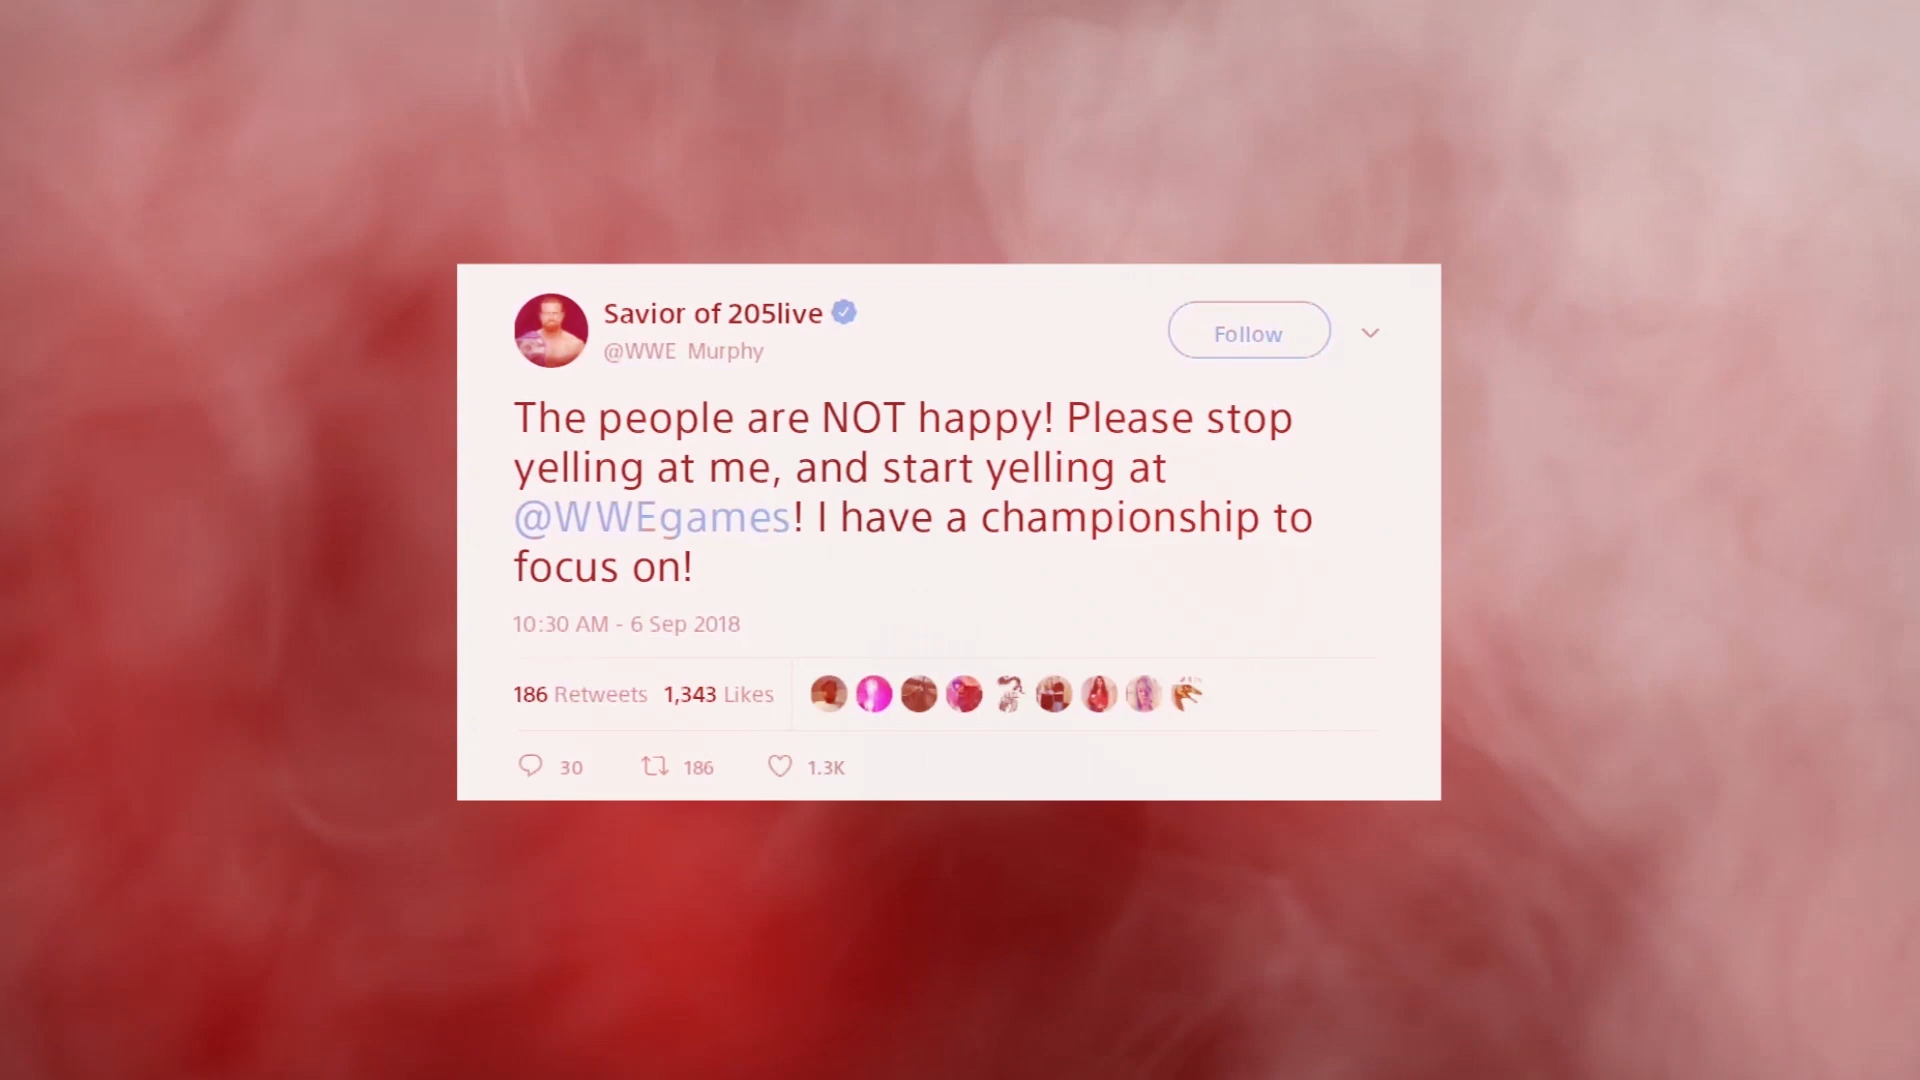 Savior of 205live
@WWE Murphy
Follow
The people are NOT happy! Please stop
yelling at me, and start yelling at
@WWEgames! I have a championship to
focus on!
10:30 AM - 6 Sep 2018
186 Retweets 1,343 Likes
30 186 1.3K